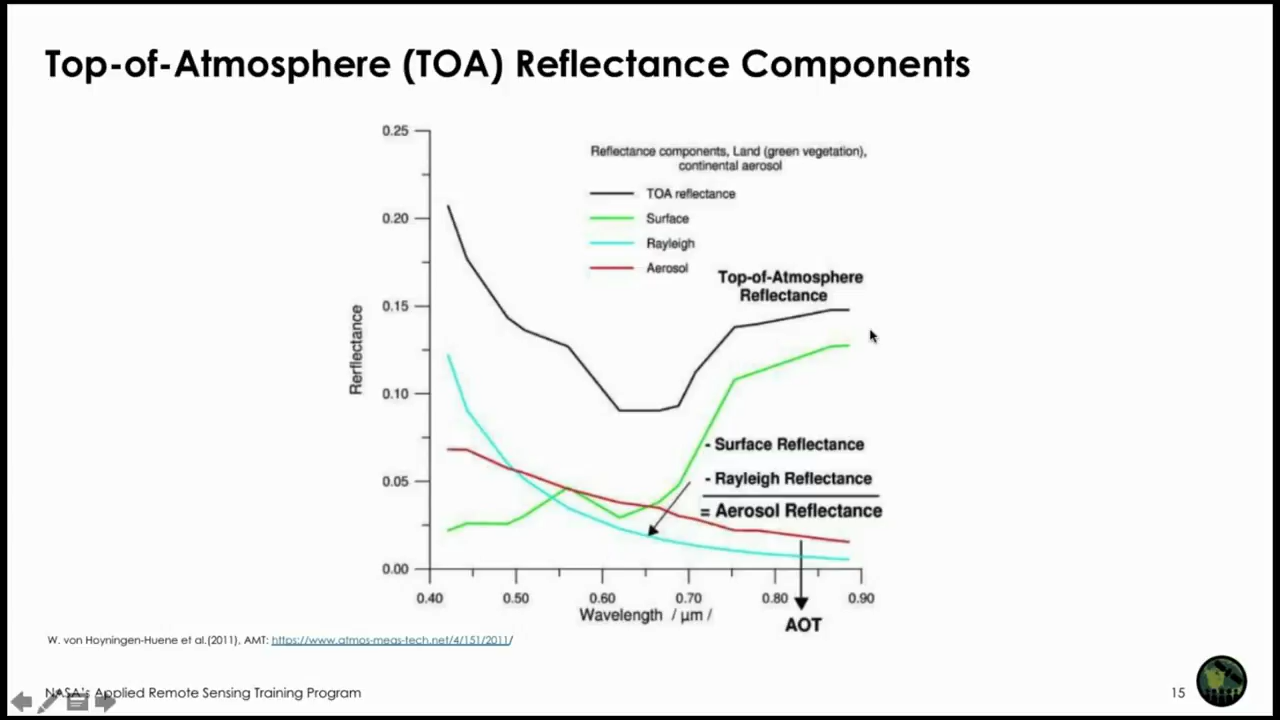 Top-of-Atmosphere (TOA) Reflectance Components
0.25
0.20
0.15
0.10
0.05
0.00
Rerflectance
Reflectance components, Land (green vegetation),
continental aerosol
TOA reflectance
Surface
Rayleigh
Aerosol
Top-of-Atmosphere
Reflectance
- Surface Reflectance
- Rayleigh Reflectance
= Aerosol Reflectance
0.40 0.50 0.60 0.70 0.80 0.90
Wavelength / µm /
AOT
W. von Hoyningen-Huene et al.(2011), AMT: https://www.atmos-meas-tech.net/4/151/2011/
NASA's Applied Remote Sensing Training Program
15